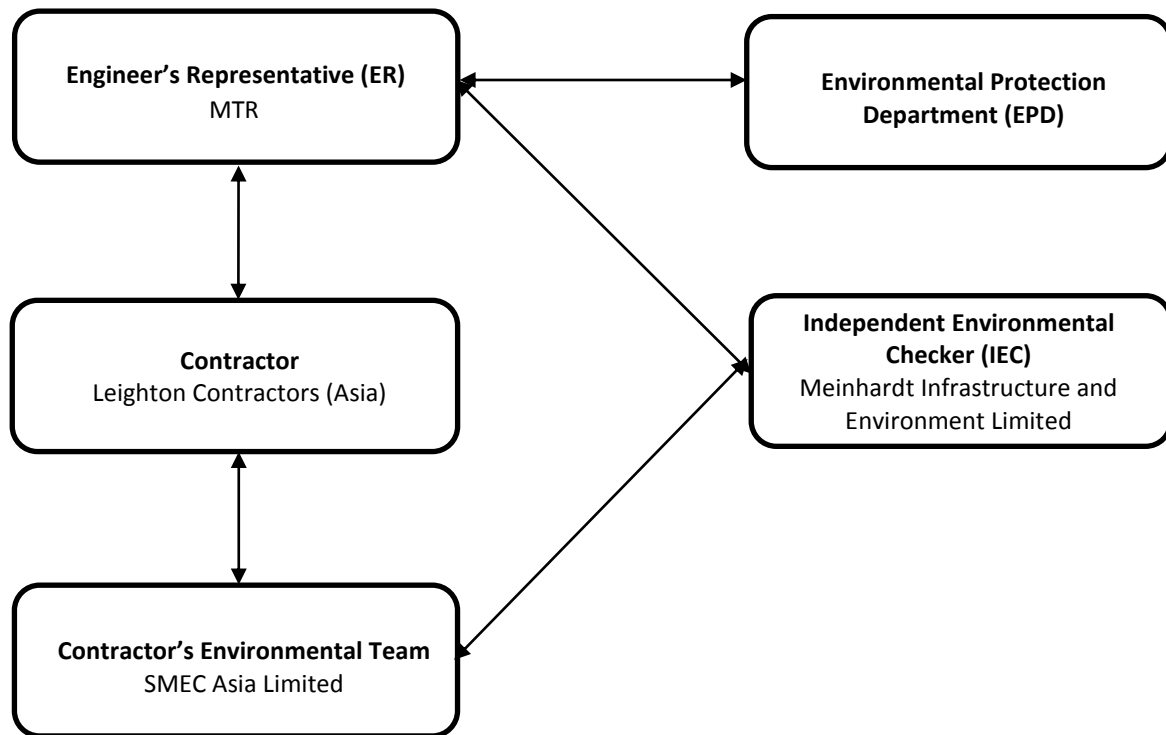 Engineer’s Representative (ER)
MTR
Environmental Protection
Department (EPD)
Contractor
Leighton Contractors (Asia)
Independent Environmental
Checker (IEC)
Meinhardt Infrastructure and
Environment Limited
Contractor’s Environmental Team
SMEC Asia Limited